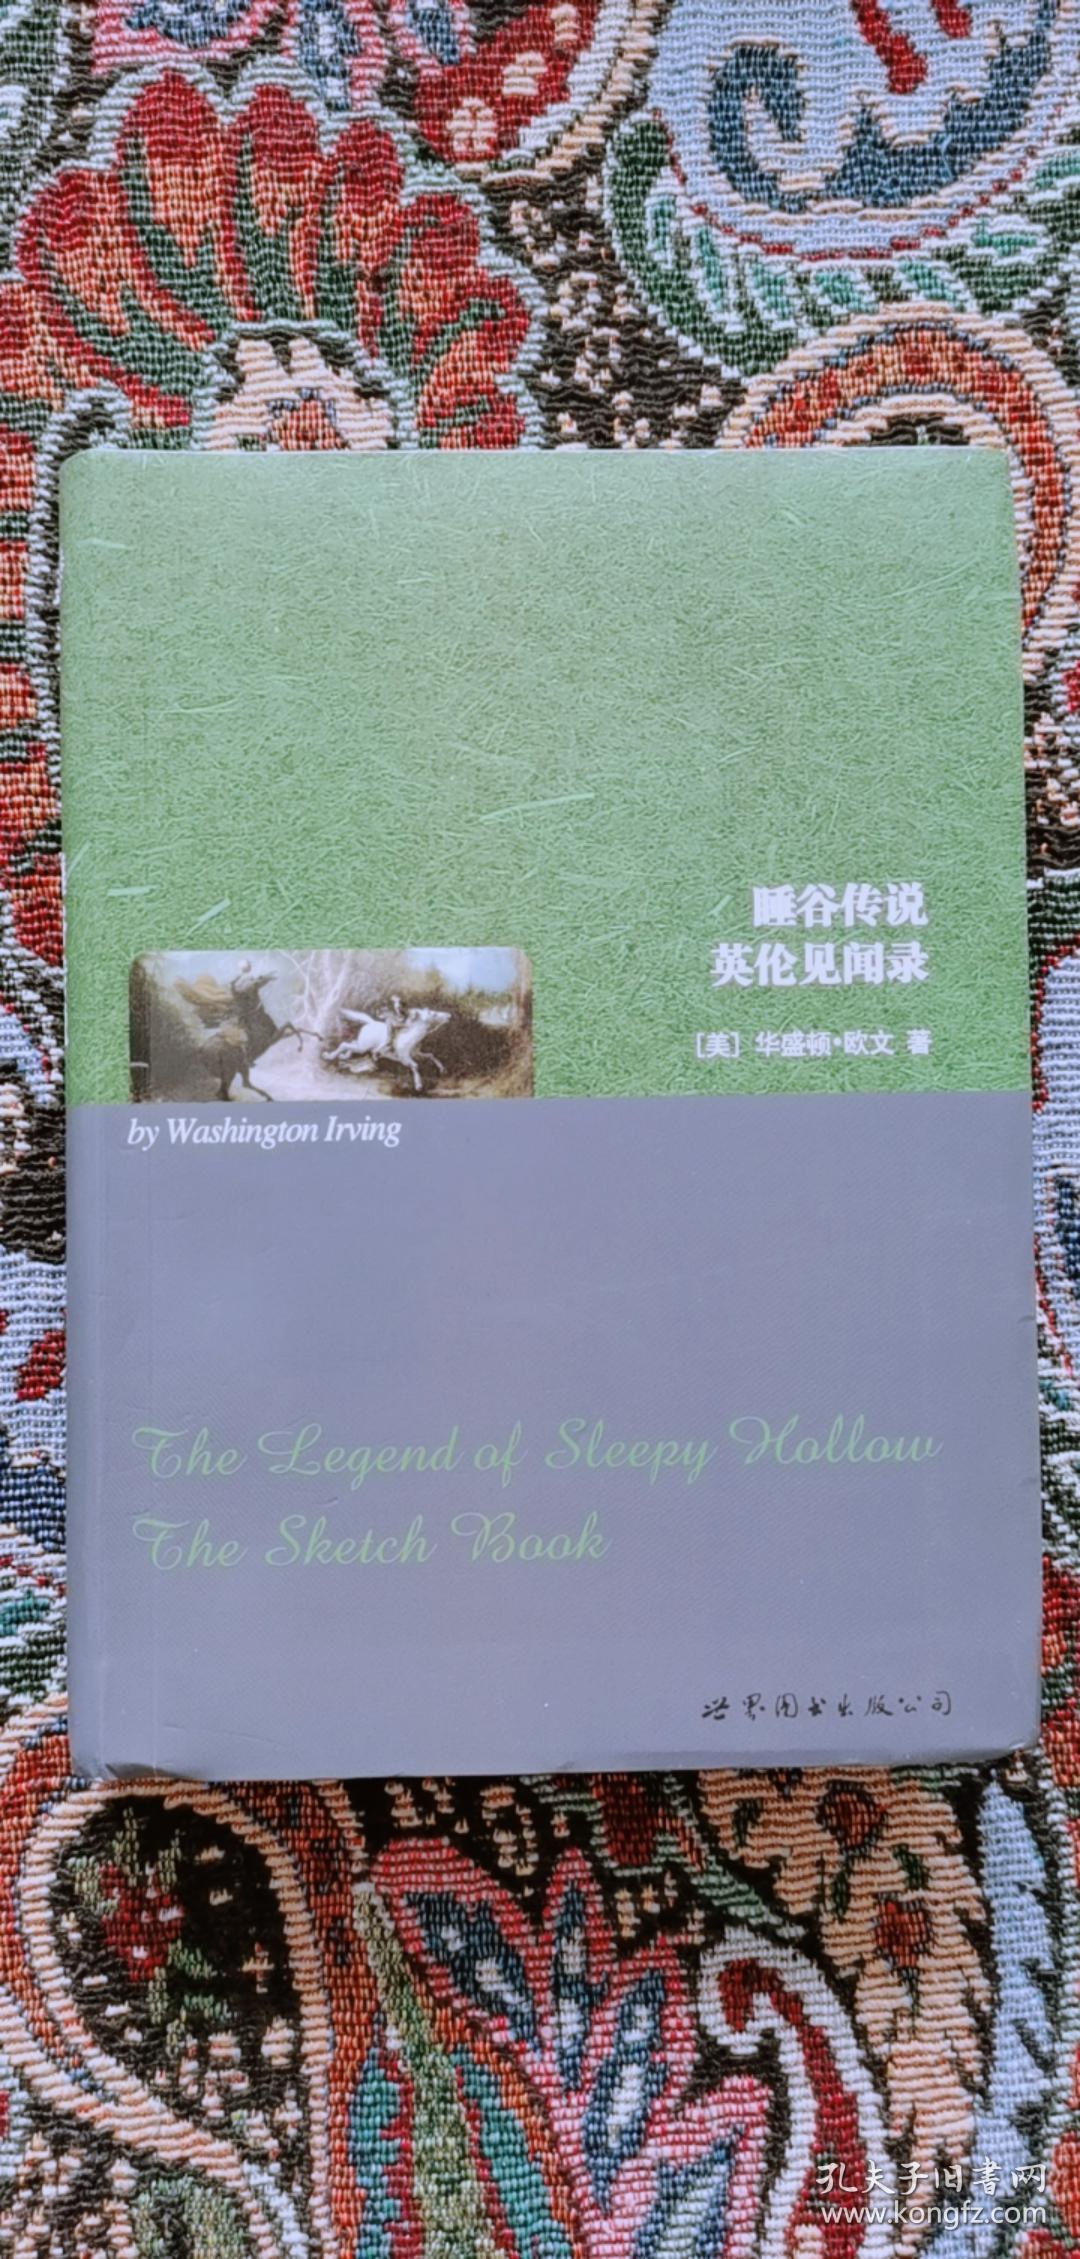 睡谷传说
英伦见闻录
[美] 华盛顿·欧文 著
by Washington Irving
The Legend of Sleepy Hollow
The Sketch Book
世界图书出版公司
孔夫子旧书网
www.kongfz.com